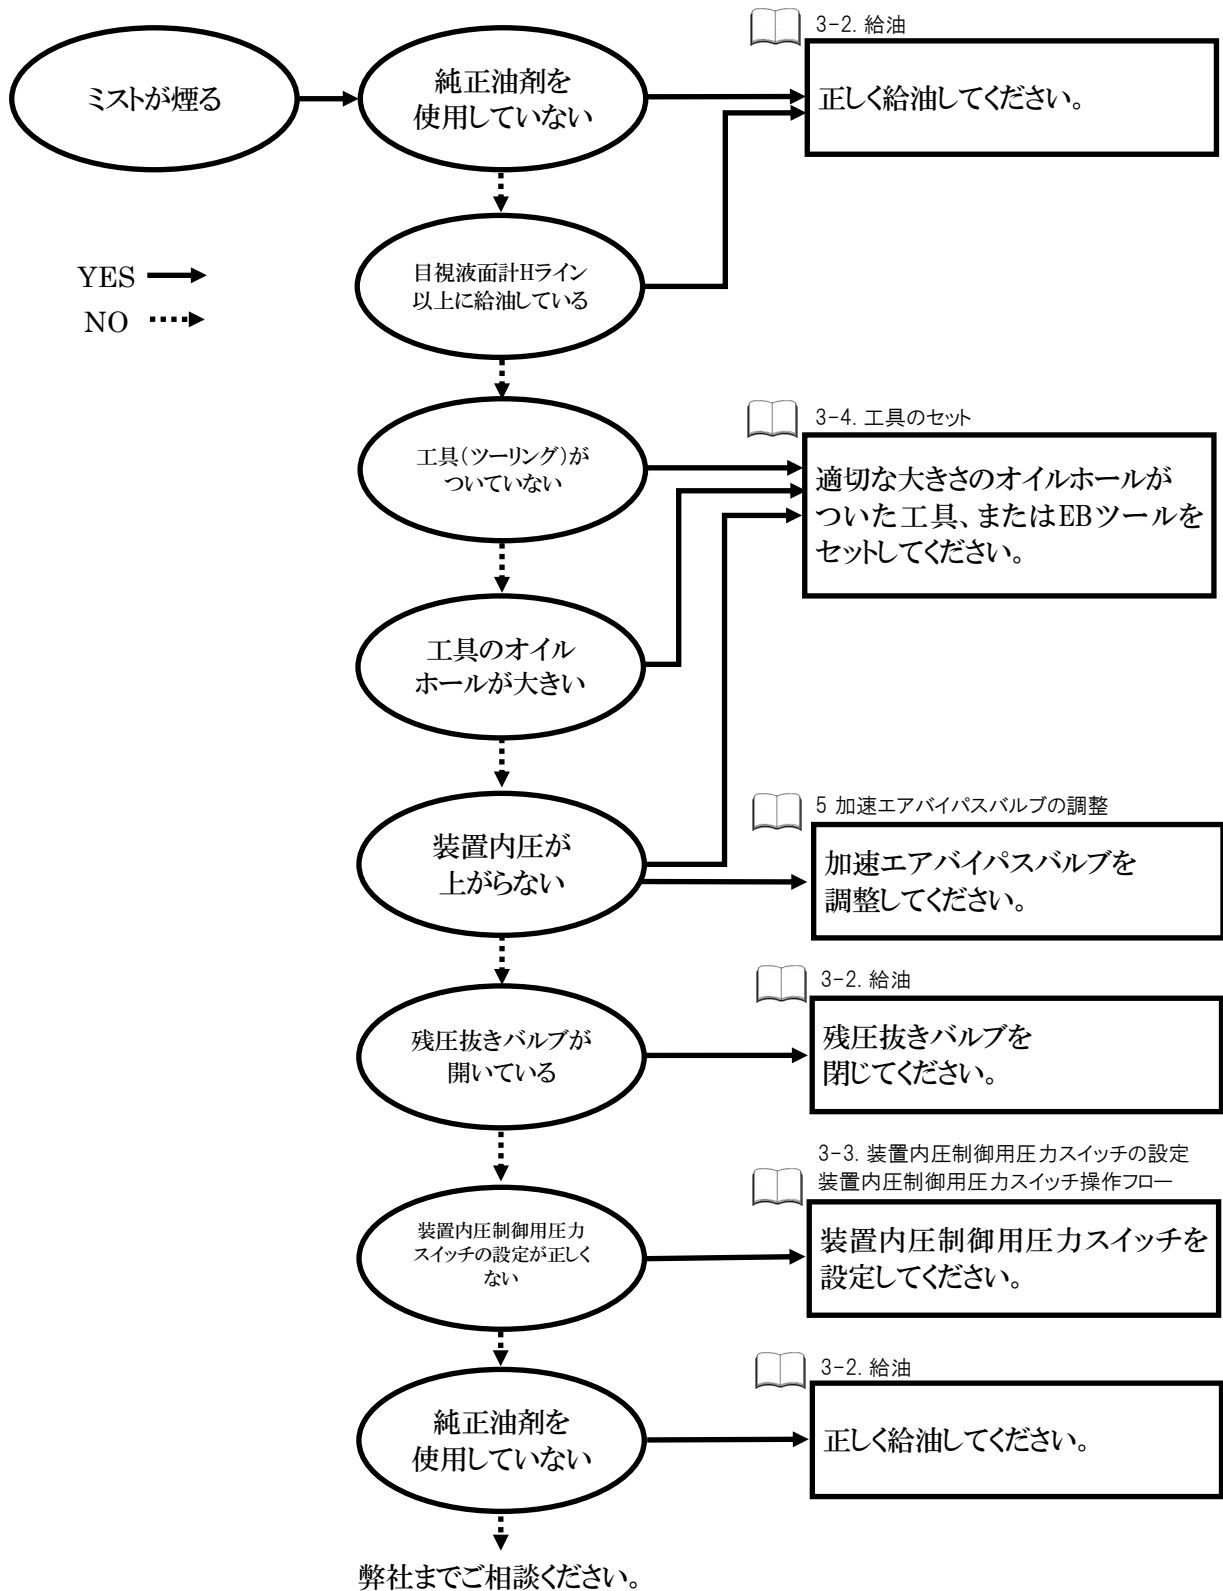 3-2. 給油
ミストが煙る
純正油剤を
使用していない
正しく給油してください。
目視液面計Hライン
以上に給油している
YES
NO
3-4. 工具のセット
工具(ツーリング)が
ついていない
適切な大きさのオイルホールが
ついた工具、またはEBツールを
セットしてください。
工具のオイル
ホールが大きい
5 加速エアバイパスバルブの調整
装置内圧が
上がらない
加速エアバイパスバルブを
調整してください。
3-2. 給油
残圧抜きバルブが
開いている
残圧抜きバルブを
閉じてください。
3-3. 装置内圧制御用圧力スイッチの設定
装置内圧制御用圧力スイッチ操作フロー
装置内圧制御用圧力
スイッチの設定が正しく
ない
装置内圧制御用圧力スイッチを
設定してください。
3-2. 給油
純正油剤を
使用していない
正しく給油してください。
弊社までご相談ください。